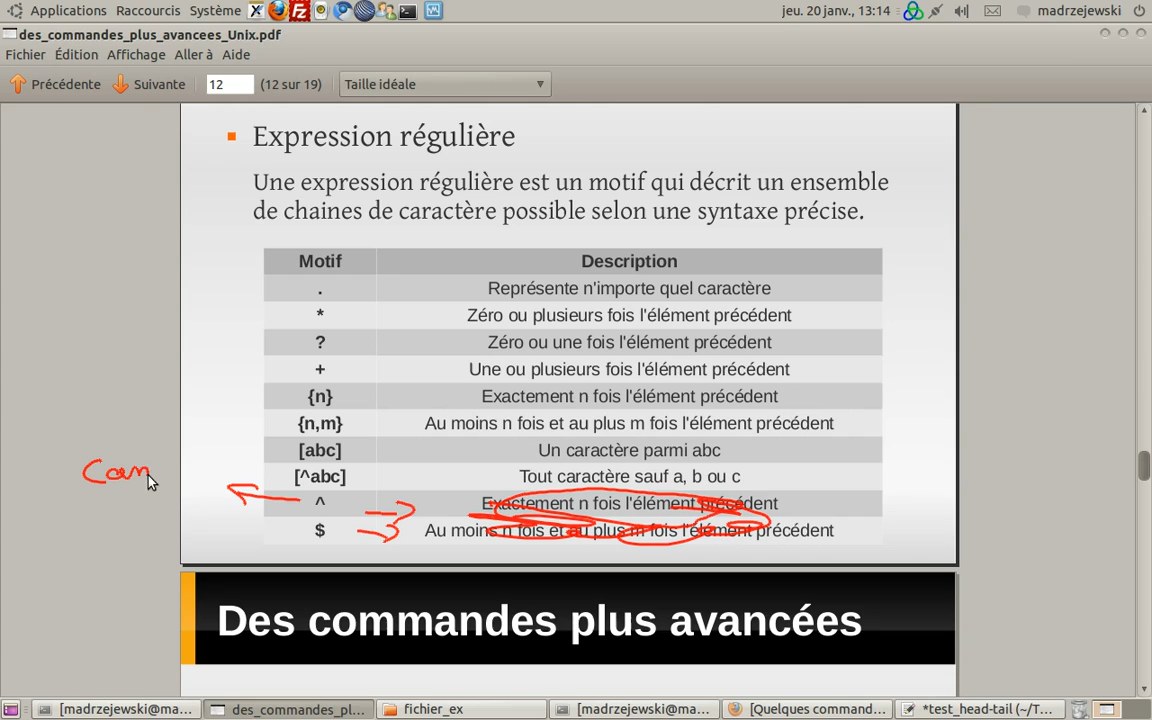 Applications Raccourcis Système jeu. 20 janv., 13:14 madrzejewski
des_commandes_plus_avancees_Unix.pdf
Fichier Édition Affichage Aller à Aide
Précédente Suivante 12 (12 sur 19) Taille idéale
Expression régulière
Une expression régulière est un motif qui décrit un ensemble
de chaines de caractère possible selon une syntaxe précise.
Motif Description
. Représente n'importe quel caractère
* Zéro ou plusieurs fois l'élément précédent
? Zéro ou une fois l'élément précédent
+ Une ou plusieurs fois l'élément précédent
{n} Exactement n fois l'élément précédent
{n,m} Au moins n fois et au plus m fois l'élément précédent
[abc] Un caractère parmi abc
Com
[^abc] Tout caractère sauf a, b ou c
^ Exactement n fois l'élément précédent
$ Au moins n fois et au plus m fois l'élément précédent
Des commandes plus avancées
[madrzejewski@ma... des_commandes_pl... fichier_ex [madrzejewski@ma... [Quelques comman... *test_head-tail (~/T...